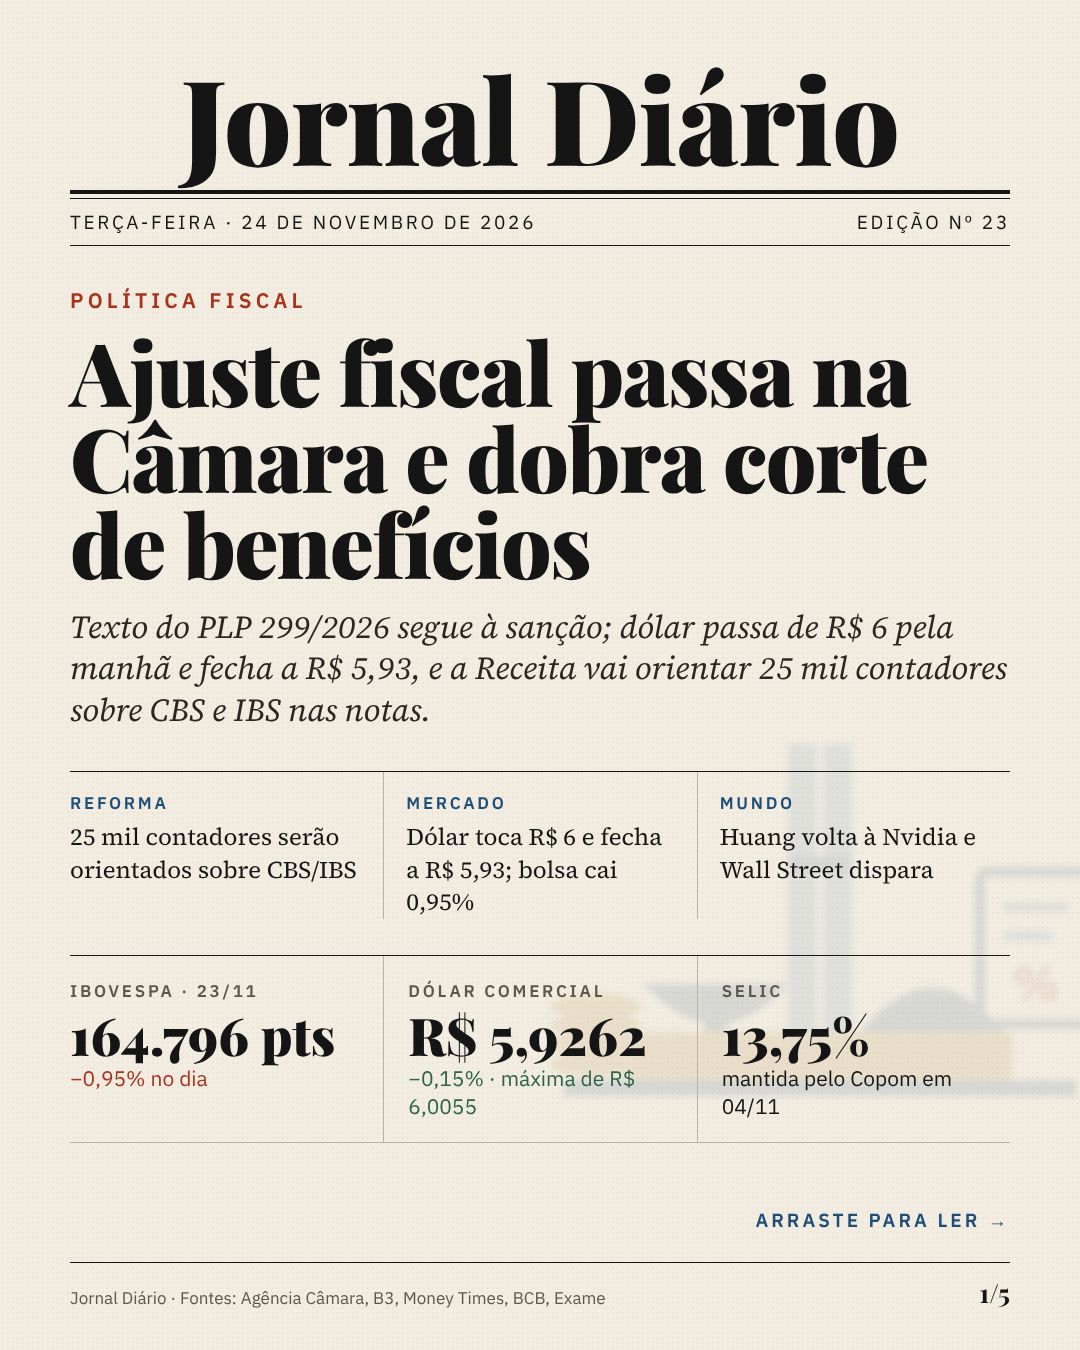 Jornal Diário
TERÇA-FEIRA · 24 DE NOVEMBRO DE 2026
EDIÇÃO Nº 23
POLÍTICA FISCAL
Ajuste fiscal passa na
Câmara e dobra corte
de benefícios
Texto do PLP 299/2026 segue à sanção; dólar passa de R$ 6 pela
manhã e fecha a R$ 5,93, e a Receita vai orientar 25 mil contadores
sobre CBS e IBS nas notas.
REFORMA
25 mil contadores serão
orientados sobre CBS/IBS
MERCADO
Dólar toca R$ 6 e fecha
a R$ 5,93; bolsa cai
0,95%
MUNDO
Huang volta à Nvidia e
Wall Street dispara
%
IBOVESPA · 23/11
164.796 pts
−0,95% no dia
DÓLAR COMERCIAL
R$ 5,9262
−0,15% · máxima de R$
6,0055
SELIC
13,75%
mantida pelo Copom em
04/11
ARRASTE PARA LER →
Jornal Diário · Fontes: Agência Câmara, B3, Money Times, BCB, Exame
1/5